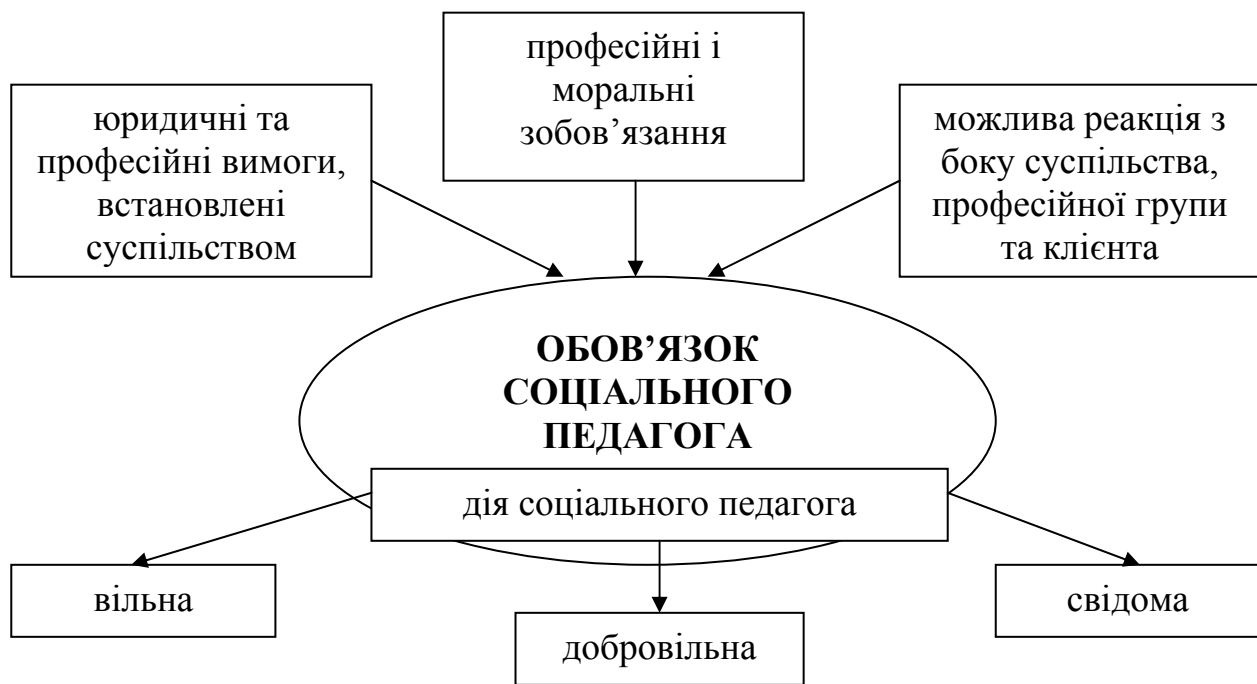 професійні і
моральні
зобов’язання
юридичні та
професійні вимоги,
встановлені
суспільством
можлива реакція з
боку суспільства,
професійної групи
та клієнта
ОБОВ’ЯЗОК
СОЦІАЛЬНОГО
ПЕДАГОГА
дія соціального педагога
вільна
добровільна
свідома